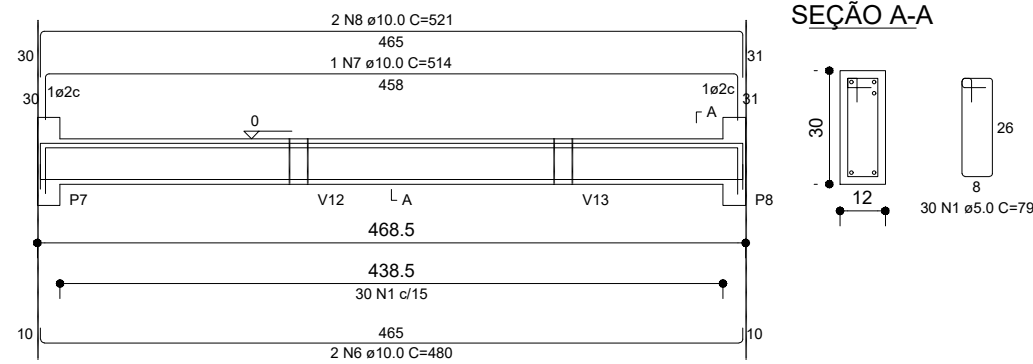 2 N8 ø10.0 C=521
SEÇÃO A-A
30
465
31
1 N7 ø10.0 C=514
30
1ø2c
458
1ø2c
31
0
A
30
26
P7
V12
A
V13
P8
12
8
30 N1 ø5.0 C=79
468.5
438.5
30 N1 c/15
10
465
10
2 N6 ø10.0 C=480